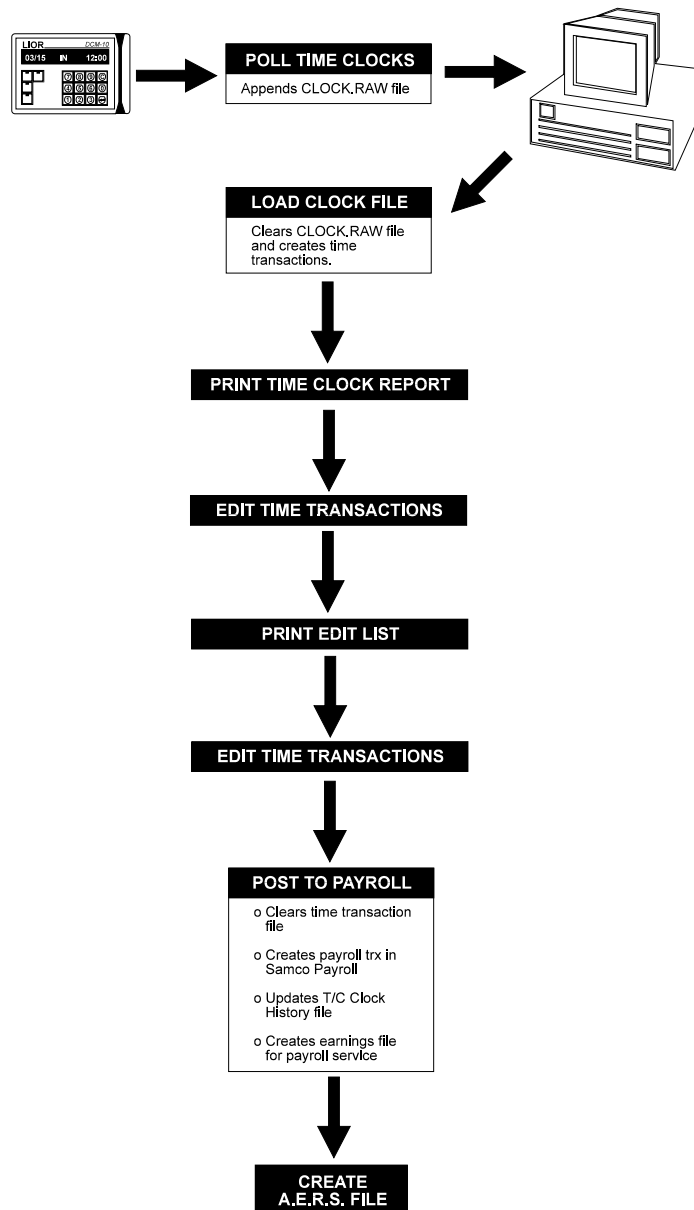 LIOR DCM-10
03/15 IN 12:00
POLL TIME CLOCKS
Appends CLOCK.RAW file
LOAD CLOCK FILE
Clears CLOCK.RAW file
and creates time
transactions.
PRINT TIME CLOCK REPORT
EDIT TIME TRANSACTIONS
PRINT EDIT LIST
EDIT TIME TRANSACTIONS
POST TO PAYROLL
o Clears time transaction
file
o Creates payroll trx in
Samco Payroll
o Updates T/C Clock
History file
o Creates earnings file
for payroll service
CREATE
A.E.R.S. FILE